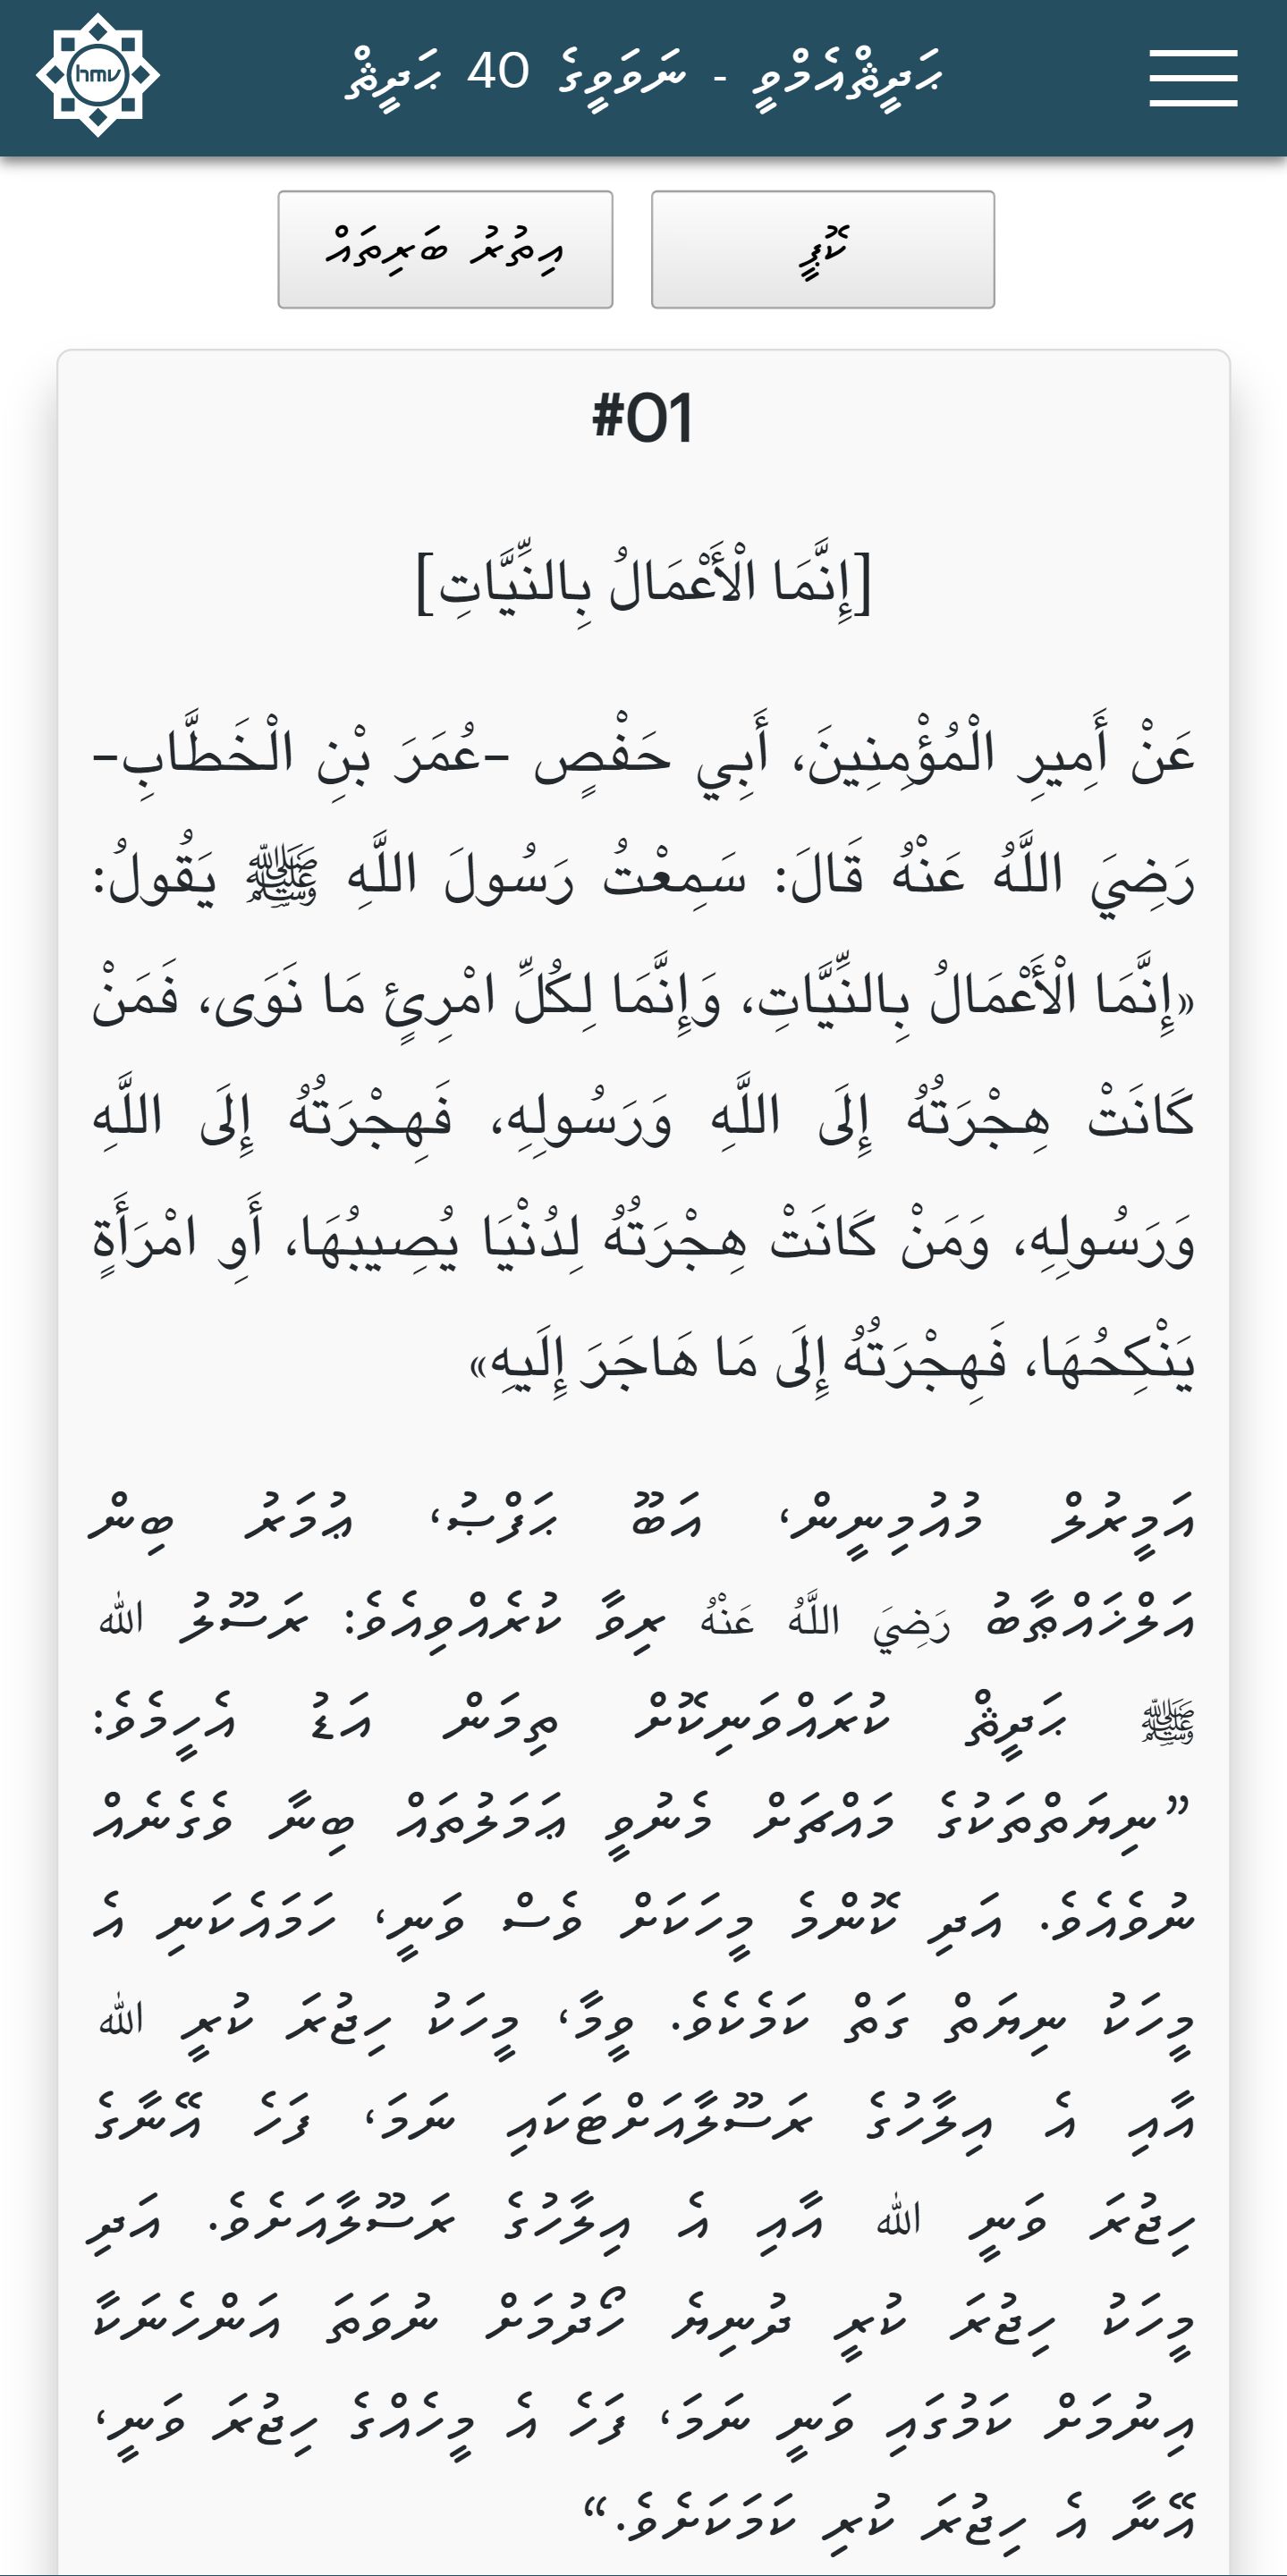 hmv
ޙަދީޘްއެމްވީ - ނަވަވީގެ 40 ޙަދީޘް
އިތުރު ބަރިތައް
ކޮޕީ
#01
[إِنَّمَا الْأَعْمَالُ بِالنِّيَّاتِ]
عَنْ أَمِيرِ الْمُؤْمِنِينَ، أَبِي حَفْصٍ –عُمَرَ بْنِ الْخَطَّابِ–
رَضِيَ اللَّهُ عَنْهُ قَالَ: سَمِعْتُ رَسُولَ اللَّهِ ﷺ يَقُولُ:
«إِنَّمَا الْأَعْمَالُ بِالنِّيَّاتِ، وَإِنَّمَا لِكُلِّ امْرِئٍ مَا نَوَى، فَمَنْ
كَانَتْ هِجْرَتُهُ إِلَى اللَّهِ وَرَسُولِهِ، فَهِجْرَتُهُ إِلَى اللَّهِ
وَرَسُولِهِ، وَمَنْ كَانَتْ هِجْرَتُهُ لِدُنْيَا يُصِيبُهَا، أَوِ امْرَأَةٍ
يَنْكِحُهَا، فَهِجْرَتُهُ إِلَى مَا هَاجَرَ إِلَيهِ»
އަމީރުލް މުއުމިނީން، އަބޫ ޙަފްޞު، ޢުމަރު ބިން
އަލްޚައްޠާބު رَضِيَ اللَّهُ عَنْهُ ރިވާ ކުރެއްވިއެވެ: ރަސޫލު ﷲ
ﷺ ޙަދީޘް ކުރައްވަނިކޮށް ތިމަން އަޑު އެހީމެވެ:
”ނިޔަތްތަކުގެ މައްޗަށް މެނުވީ ޢަމަލުތައް ބިނާ ވެގެނެއް
ނުވެއެވެ. އަދި ކޮންމެ މީހަކަށް ވެސް ވަނީ، ހަމައެކަނި އެ
މީހަކު ނިޔަތް ގަތް ކަމެކެވެ. ވީމާ، މީހަކު ހިޖުރަ ކުރީ ﷲ
އާއި އެ އިލާހުގެ ރަސޫލާއަށްޓަކައި ނަމަ، ފަހެ އޭނާގެ
ހިޖުރަ ވަނީ ﷲ އާއި އެ އިލާހުގެ ރަސޫލާއަށެވެ. އަދި
މީހަކު ހިޖުރަ ކުރީ ދުނިޔެ ހޯދުމަށް ނުވަތަ އަންހެނަކާ
އިނުމަށް ކަމުގައި ވަނީ ނަމަ، ފަހެ އެ މީހެއްގެ ހިޖުރަ ވަނީ،
އޭނާ އެ ހިޖުރަ ކުރި ކަމަކަށެވެ.“